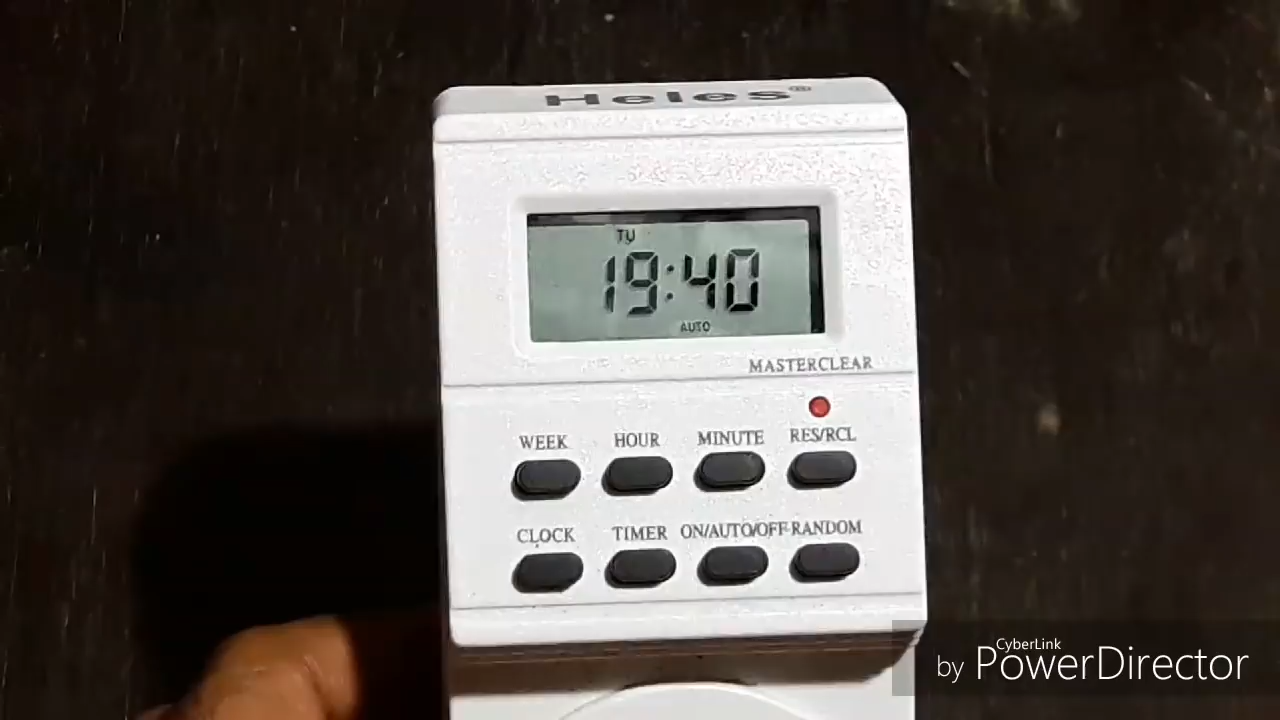 Heles®
TU
19:40
AUTO
MASTERCLEAR
WEEK HOUR MINUTE RES/RCL
CLOCK TIMER ON/AUTO/OFF RANDOM
CyberLink
by PowerDirector